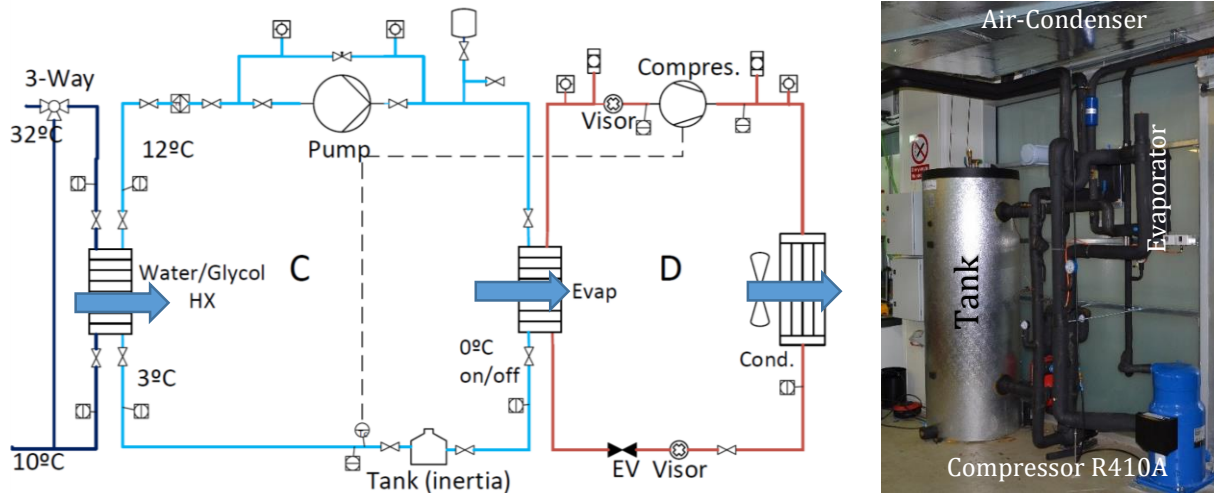 3-Way
32ºC
12ºC
Pump
Visor
Compres.
Water/Glycol
HX
C
3ºC
10ºC
0ºC
on/off
Evap
D
Cond.
Tank (inertia)
EV
Visor
Air-Condenser
Tank
Evaporator
Compressor R410A